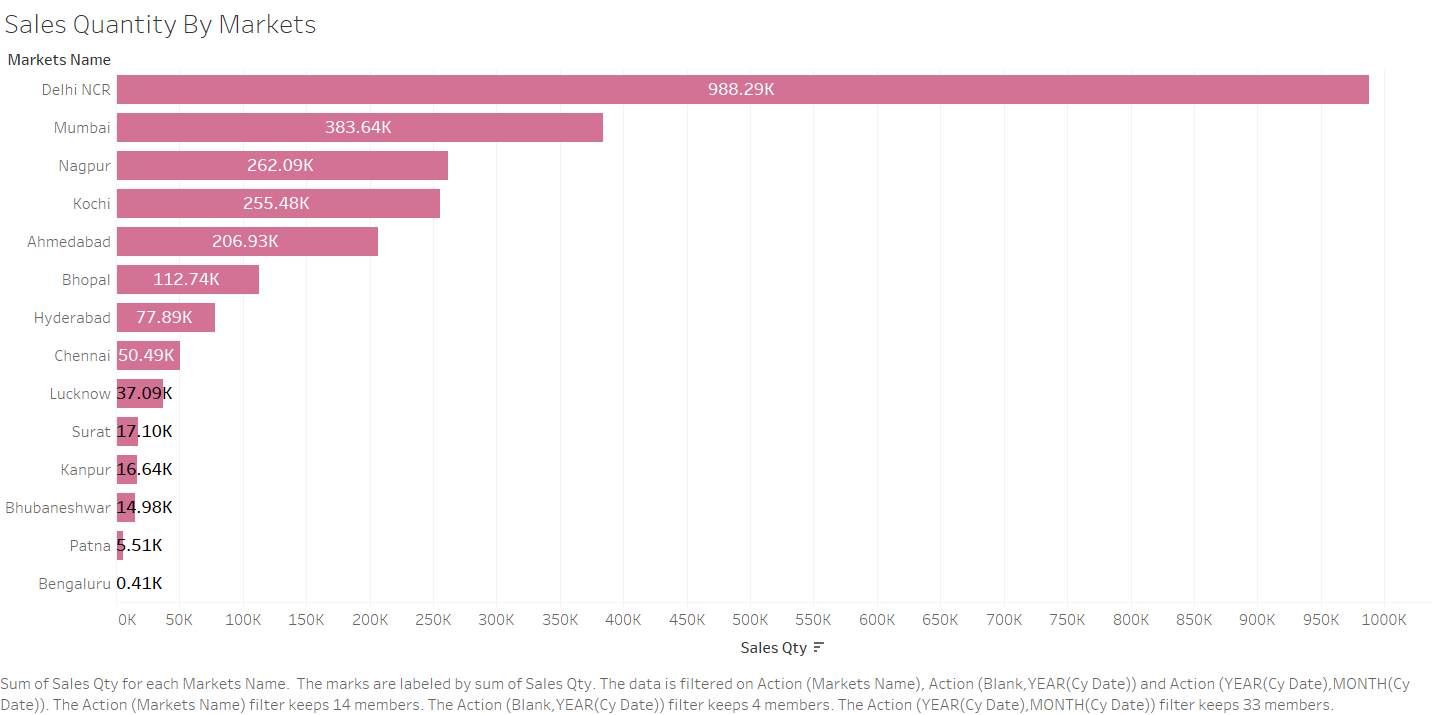 Sales Quantity By Markets
Markets Name
Delhi NCR 988.29K
Mumbai 383.64K
Nagpur 262.09K
Kochi 255.48K
Ahmedabad 206.93K
Bhopal 112.74K
Hyderabad 77.89K
Chennai 50.49K
Lucknow 37.09K
Surat 17.10K
Kanpur 16.64K
Bhubaneshwar 14.98K
Patna 5.51K
Bengaluru 0.41K
0K 50K 100K 150K 200K 250K 300K 350K 400K 450K 500K 550K 600K 650K 700K 750K 800K 850K 900K 950K 1000K
Sales Qty
Sum of Sales Qty for each Markets Name. The marks are labeled by sum of Sales Qty. The data is filtered on Action (Markets Name), Action (Blank,YEAR(Cy Date)) and Action (YEAR(Cy Date),MONTH(Cy
Date)). The Action (Markets Name) filter keeps 14 members. The Action (Blank,YEAR(Cy Date)) filter keeps 4 members. The Action (YEAR(Cy Date),MONTH(Cy Date)) filter keeps 33 members.